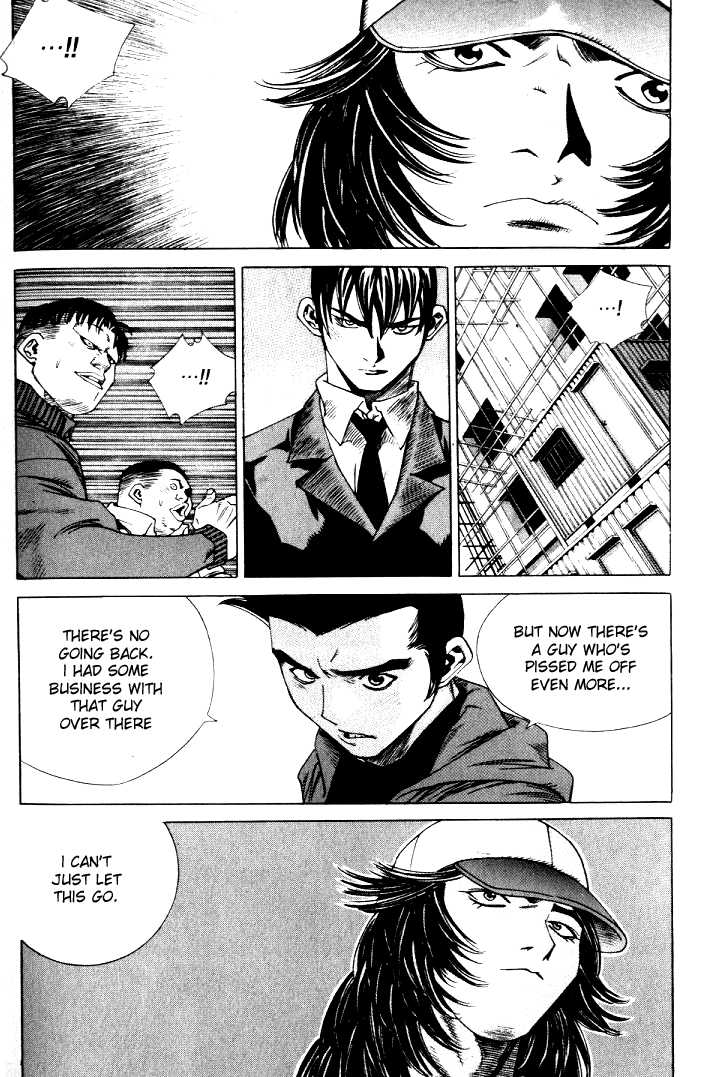 ...!!
...!!
...!
THERE'S NO
GOING BACK.
I HAD SOME
BUSINESS WITH
THAT GUY
OVER THERE
BUT NOW THERE'S
A GUY WHO'S
PISSED ME OFF
EVEN MORE...
I CAN'T
JUST LET
THIS GO.